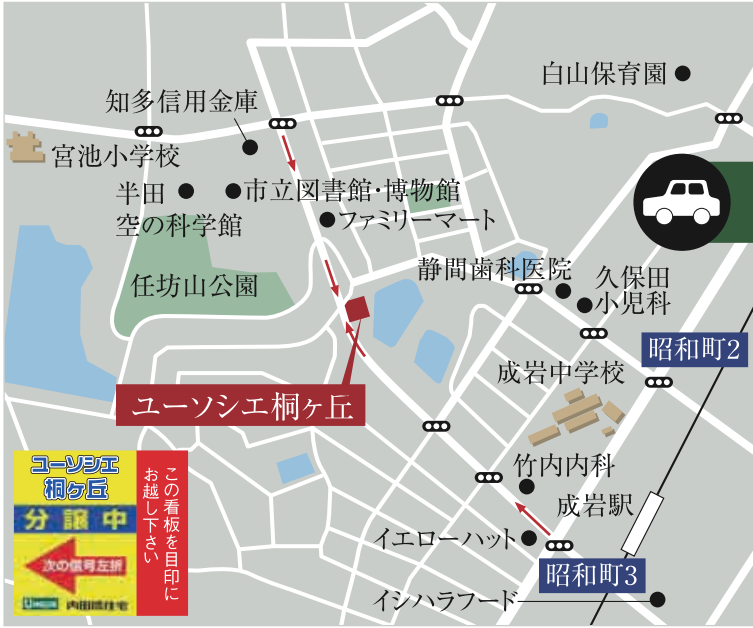 白山保育園
知多信用金庫
宮池小学校
半田
空の科学館
市立図書館・博物館
ファミリーマート
任坊山公園
静間歯科医院
久保田
小児科
昭和町2
成岩中学校
ユーソシエ桐ヶ丘
竹内内科
成岩駅
イエローハット
昭和町3
イシハラフード
ユーソシエ
桐ヶ丘
分譲中
次の信号左折
内田橋住宅
この看板を目印に
お越し下さい